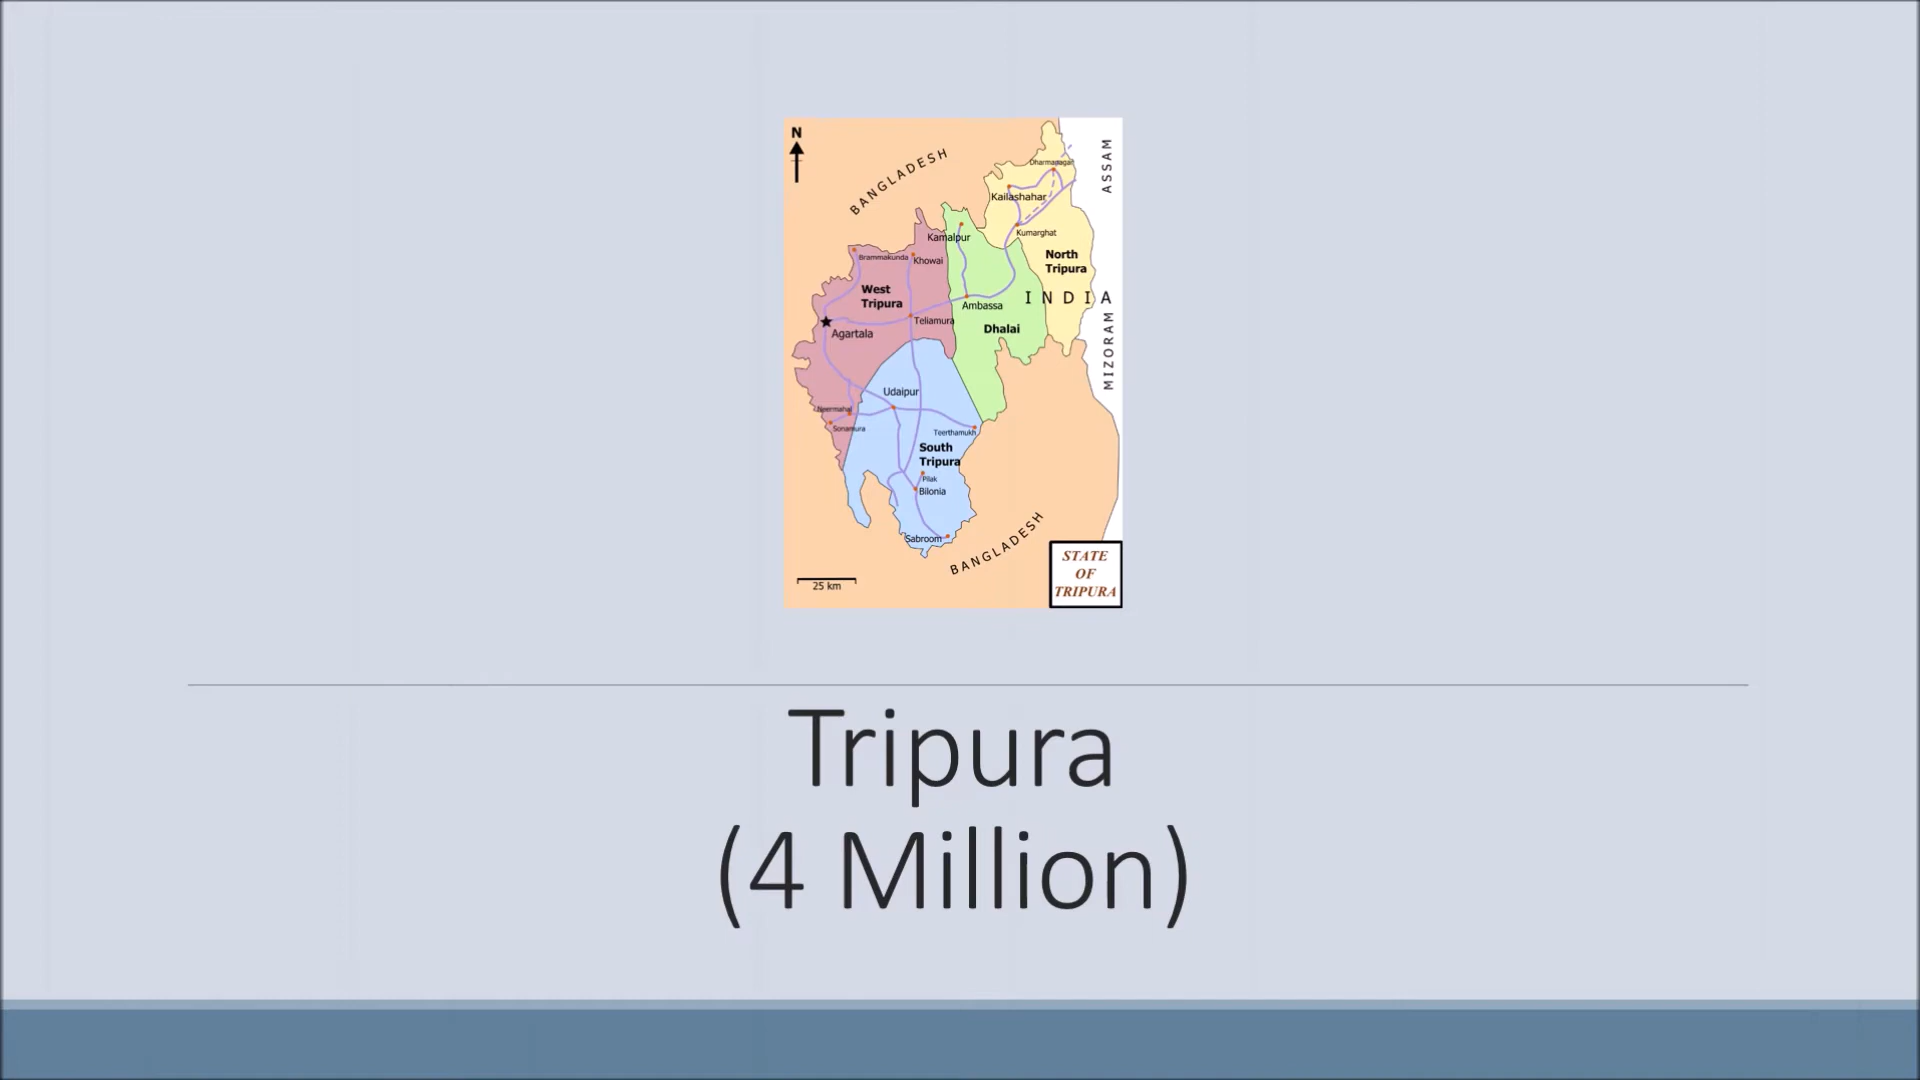 N
BANGLADESH
ASSAM
Dharmanagar
Kailashahar
Kumarghat
Kamalpur
Brammakunda
Khowai
North
Tripura
West
Tripura
INDIA
Ambassa
Teliamura
Dhalai
Agartala
MIZORAM
Udaipur
Neermahal
Sonamura
Teerthamukh
South
Tripura
Pilak
Bilonia
Sabroom
BANGLADESH
25 km
STATE
OF
TRIPURA
Tripura
(4 Million)